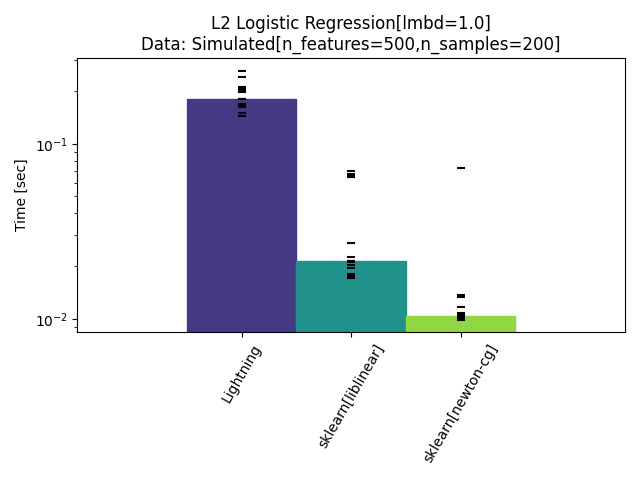 L2 Logistic Regression[lmbd=1.0]
Data: Simulated[n_features=500,n_samples=200]
Time [sec]
10⁻¹
10⁻²
Lightning
sklearn[liblinear]
sklearn[newton-cg]